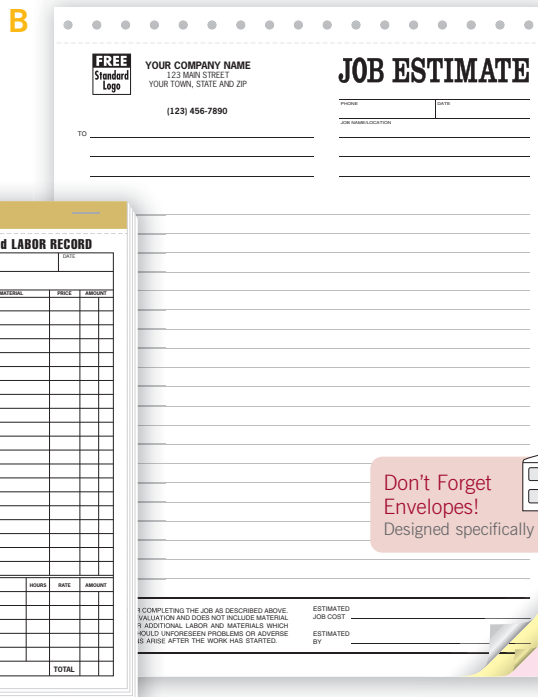 B
FREE
Standard
Logo
YOUR COMPANY NAME
123 MAIN STREET
YOUR TOWN, STATE AND ZIP
(123) 456-7890
JOB ESTIMATE
PHONE
DATE
JOB NAME/LOCATION
TO
d LABOR RECORD
DATE
MATERIAL PRICE AMOUNT
HOURS RATE AMOUNT
TOTAL
Don't Forget
Envelopes!
Designed specifically
R COMPLETING THE JOB AS DESCRIBED ABOVE.
VALUATION AND DOES NOT INCLUDE MATERIAL
R ADDITIONAL LABOR AND MATERIALS WHICH
HOULD UNFORESEEN PROBLEMS OR ADVERSE
NS ARISE AFTER THE WORK HAS STARTED.
ESTIMATED
JOB COST
ESTIMATED
BY